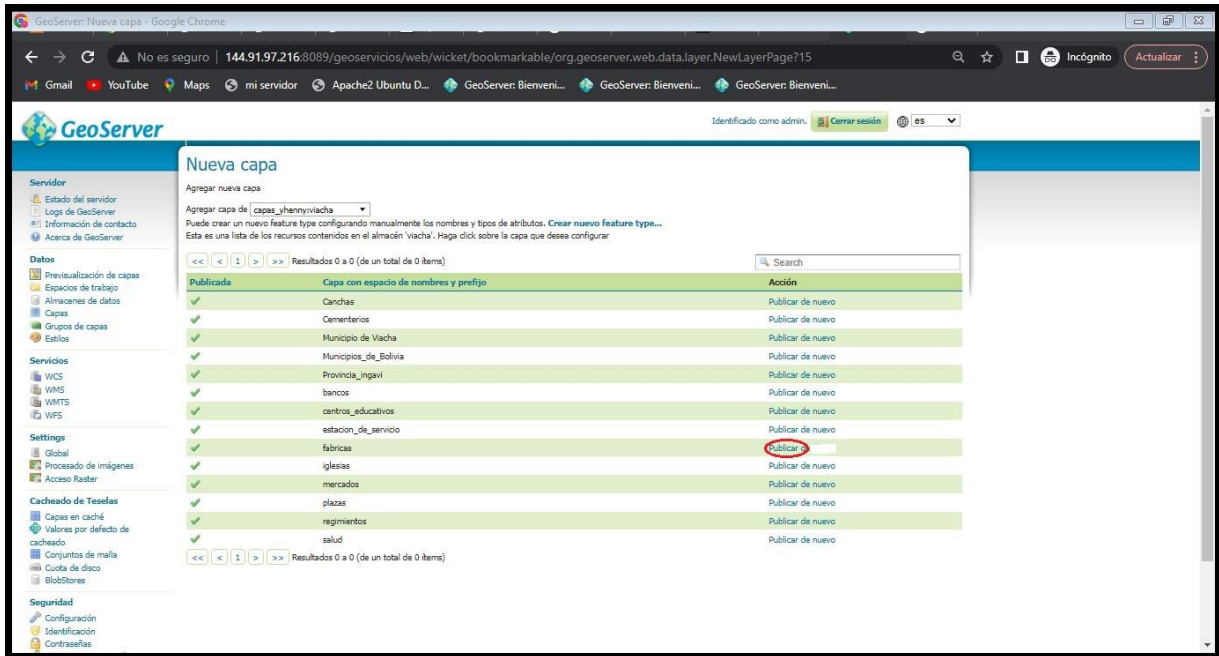 GeoServer: Nueva capa - Google Chrome
No es seguro | 144.91.97.216:8089/geoservicios/web/wicket/bookmarkable/org.geoserver.web.data.layer.NewLayerPage?15 Incógnito Actualizar
Gmail YouTube Maps mi servidor Apache2 Ubuntu D... GeoServer: Bienveni... GeoServer: Bienveni... GeoServer: Bienveni...
GeoServer
Identificado como admin. Cerrar sesión es
Servidor
Estado del servidor
Logs de GeoServer
Información de contacto
Acerca de GeoServer
Datos
Previsualización de capas
Espacios de trabajo
Almacenes de datos
Capas
Grupos de capas
Estilos
Servicios
WCS
WMS
WMTS
WFS
Settings
Global
Procesado de imágenes
Acceso Raster
Cacheado de Teselas
Capas en caché
Valores por defecto de
cacheado
Conjuntos de malla
Cuota de disco
BlobStores
Seguridad
Configuración
Identificación
Contraseñas
Nueva capa
Agregar nueva capa
Agregar capa de capas_yhenny:viacha
Puede crear un nuevo feature type configurando manualmente los nombres y tipos de atributos. Crear nuevo feature type...
Esta es una lista de los recursos contenidos en el almacén 'viacha'. Haga click sobre la capa que desea configurar
<< < 1 > >> Resultados 0 a 0 (de un total de 0 ítems) Search
Publicada Capa con espacio de nombres y prefijo Acción
Canchas Publicar de nuevo
Cementerios Publicar de nuevo
Municipio de Viacha Publicar de nuevo
Municipios_de_Bolivia Publicar de nuevo
Provincia_ingavi Publicar de nuevo
bancos Publicar de nuevo
centros_educativos Publicar de nuevo
estacion_de_servicio Publicar de nuevo
fabricas Publicar de
iglesias Publicar de nuevo
mercados Publicar de nuevo
plazas Publicar de nuevo
regimientos Publicar de nuevo
salud Publicar de nuevo
<< < 1 > >> Resultados 0 a 0 (de un total de 0 ítems)